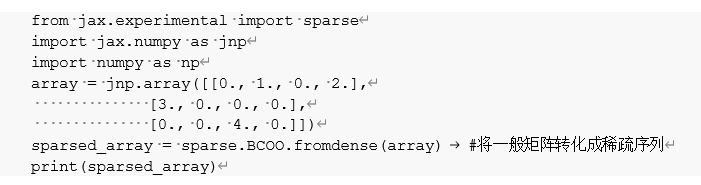 from jax.experimental import sparse
import jax.numpy as jnp
import numpy as np
array = jnp.array([[0., 1., 0., 2.],
               [3., 0., 0., 0.],
               [0., 0., 4., 0.]])
sparsed_array = sparse.BCOO.fromdense(array) → #将一般矩阵转化成稀疏序列
print(sparsed_array)